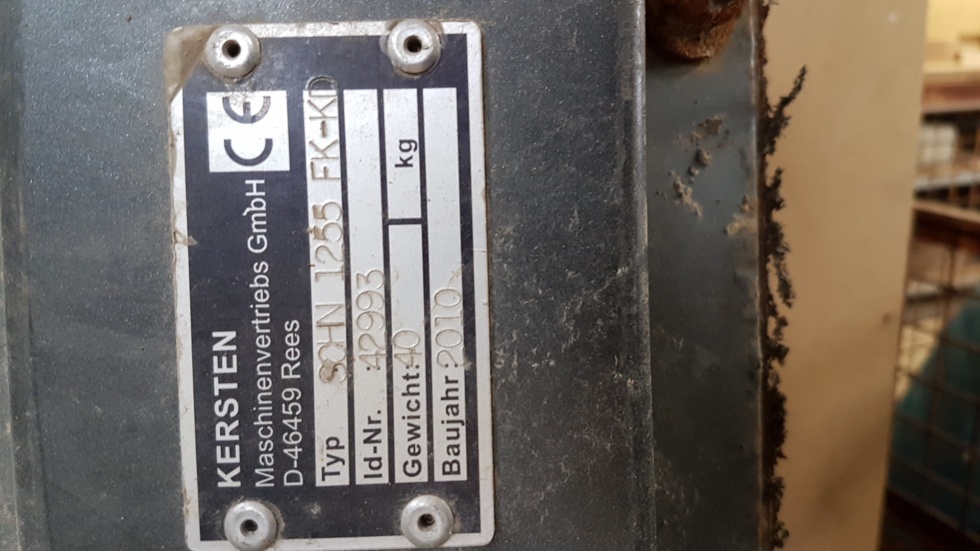 KERSTEN
Maschinenvertriebs GmbH CE
D-46459 Rees
Typ SCHN 1255 FK-KD
Id-Nr. 42993
Gewicht: 40 kg
Baujahr: 2010